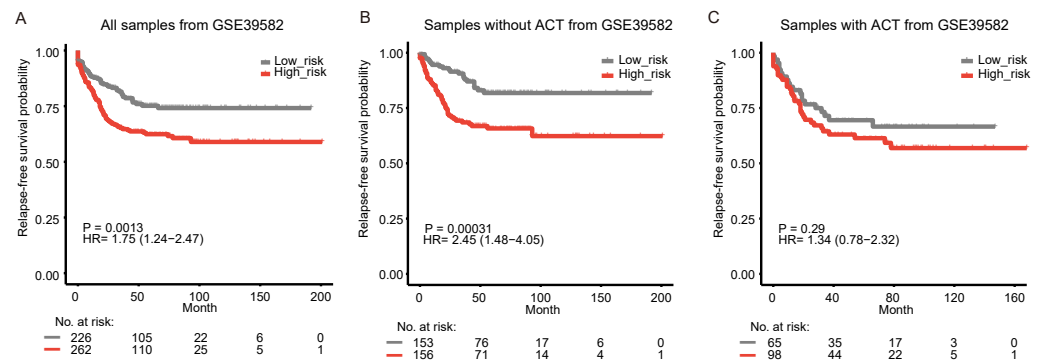 A
All samples from GSE39582
Relapse-free survival probability
1.00
0.75
0.50
0.25
0.00
Low_risk
High_risk
P = 0.0013
HR= 1.75 (1.24−2.47)
0 50 100 150 200
Month
No. at risk:
226 105 22 6 0
262 110 25 5 1
B
Samples without ACT from GSE39582
Relapse-free survival probability
1.00
0.75
0.50
0.25
0.00
Low_risk
High_risk
P = 0.00031
HR= 2.45 (1.48−4.05)
0 50 100 150 200
Month
No. at risk:
153 76 17 6 0
156 71 14 4 1
C
Samples with ACT from GSE39582
Relapse-free survival probability
1.00
0.75
0.50
0.25
0.00
Low_risk
High_risk
P = 0.29
HR= 1.34 (0.78−2.32)
0 40 80 120 160
Month
No. at risk:
65 35 17 3 0
98 44 22 5 1